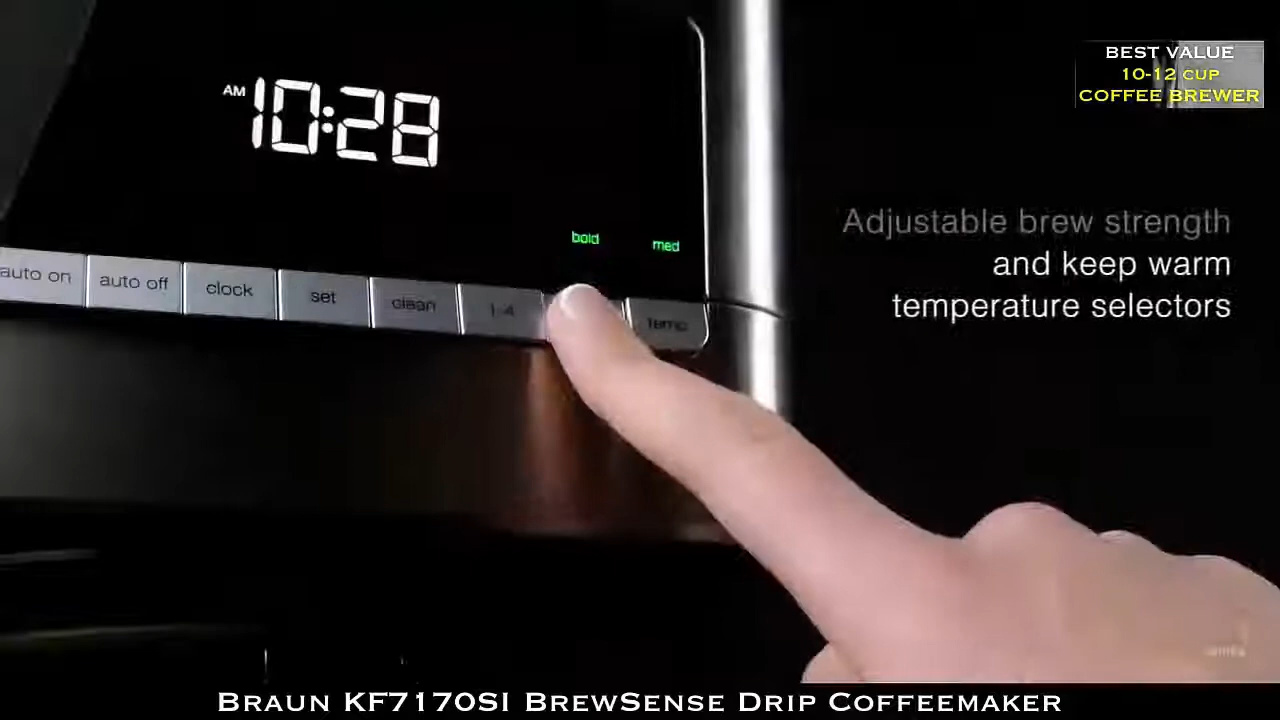 BEST VALUE
10-12 CUP
COFFEE BREWER
AM 10:28
Adjustable brew strength
and keep warm
temperature selectors
bold med
auto on auto off clock set clean 1-4 temp
BRAUN KF7170SI BREWSENSE DRIP COFFEEMAKER